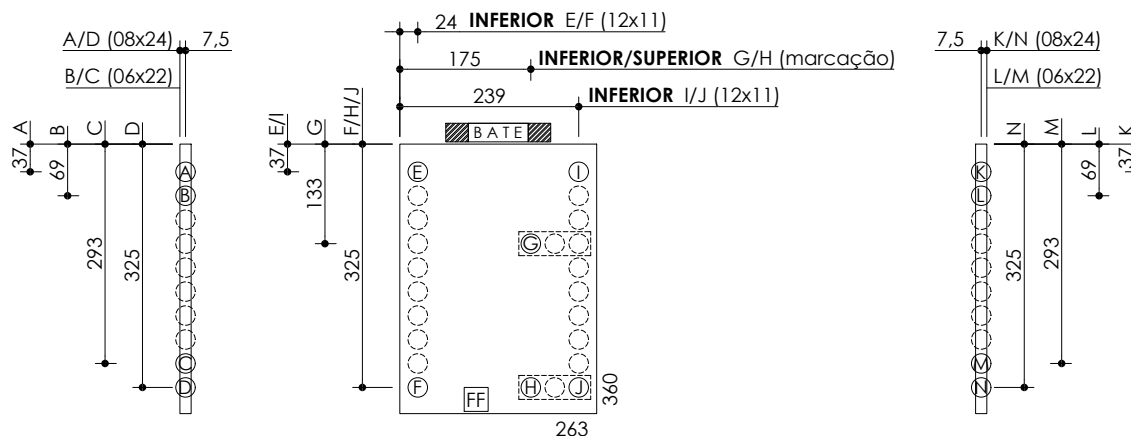 24 INFERIOR E/F (12x11)
A/D (08x24) 7,5
7,5 K/N (08x24)
175 INFERIOR/SUPERIOR G/H (marcação)
B/C (06x22)
L/M (06x22)
239 INFERIOR I/J (12x11)
A B C D
E/I G F/H/J
N M L K
BATE
37 69 293 325
37 133 325
325 293 69 37
A
B
C
D
E I
G
F H J
FF
K
L
M
N
360
263